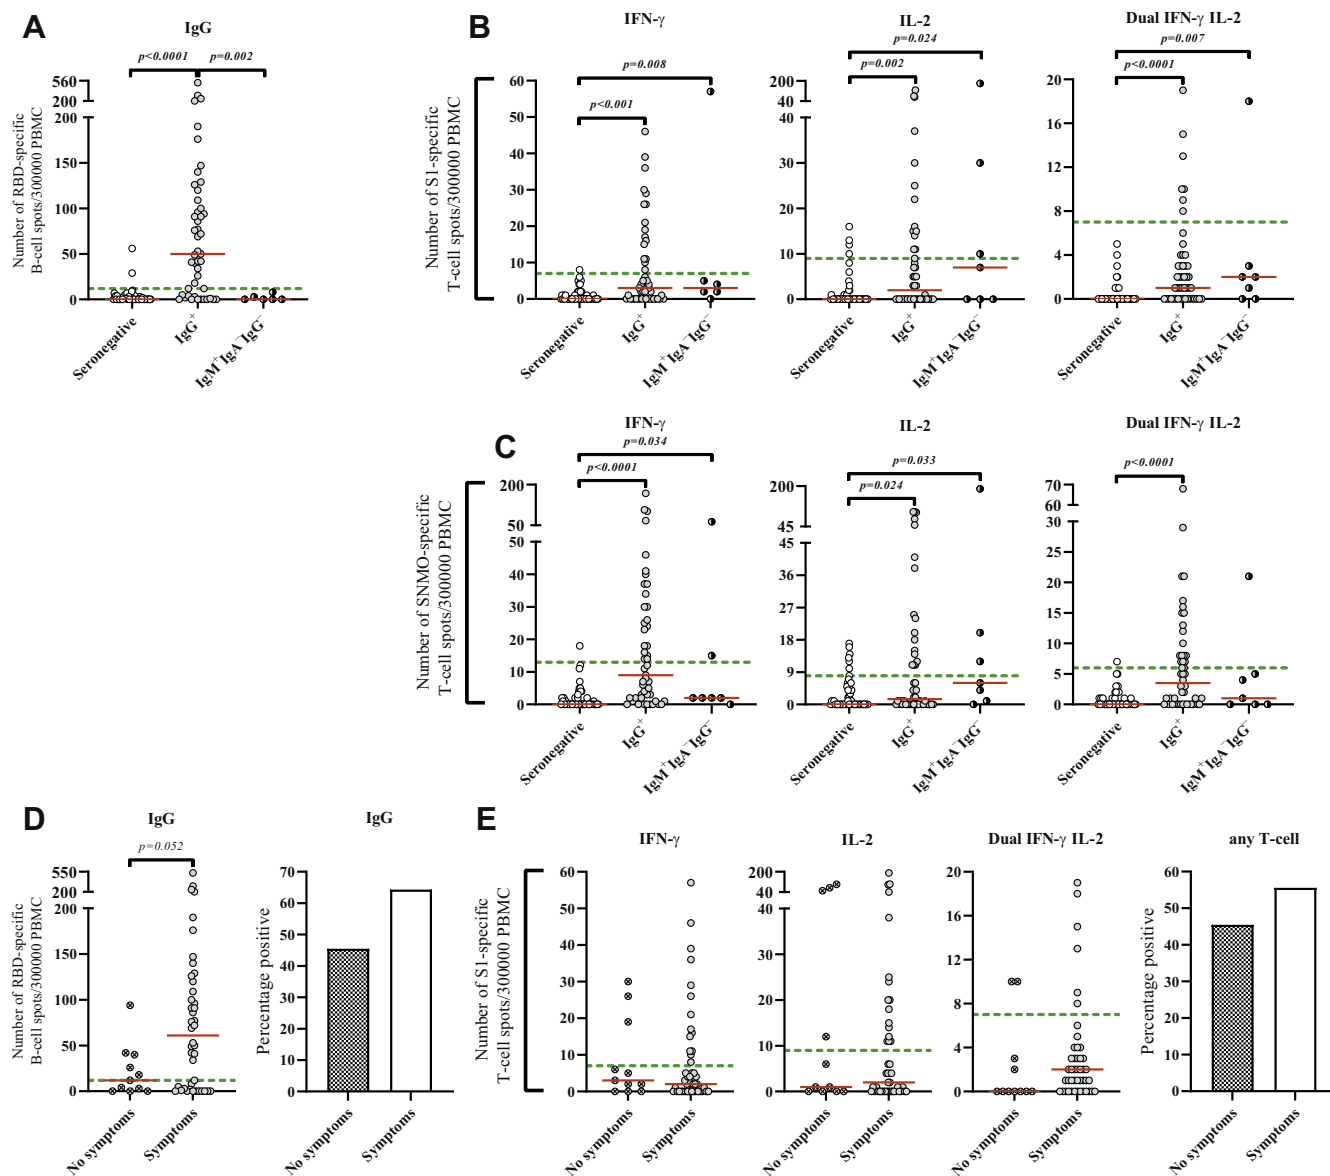 A
IgG
p<0.0001
p=0.002
Number of RBD-specific
B-cell spots/300000 PBMC
560
200
200
150
100
50
0
Seronegative
IgG+
IgM+IgA−IgG−
B
IFN-γ
p=0.008
p<0.001
Number of S1-specific
T-cell spots/300000 PBMC
60
50
40
30
20
10
0
Seronegative
IgG+
IgM+IgA−IgG−
IL-2
p=0.024
p=0.002
200
40
40
30
20
10
0
Seronegative
IgG+
IgM+IgA−IgG−
Dual IFN-γ IL-2
p=0.007
p<0.0001
20
16
12
8
4
0
Seronegative
IgG+
IgM+IgA−IgG−
C
IFN-γ
p=0.034
p<0.0001
Number of SNMO-specific
T-cell spots/300000 PBMC
200
50
50
40
30
20
10
0
Seronegative
IgG+
IgM+IgA−IgG−
IL-2
p=0.033
p=0.024
200
45
45
36
27
18
9
0
Seronegative
IgG+
IgM+IgA−IgG−
Dual IFN-γ IL-2
p<0.0001
70
60
30
25
20
15
10
5
0
Seronegative
IgG+
IgM+IgA−IgG−
D
IgG
p=0.052
Number of RBD-specific
B-cell spots/300000 PBMC
550
200
200
150
100
50
0
No symptoms
Symptoms
IgG
Percentage positive
70
60
50
40
30
20
10
0
No symptoms
Symptoms
E
IFN-γ
Number of S1-specific
T-cell spots/300000 PBMC
60
50
40
30
20
10
0
No symptoms
Symptoms
IL-2
200
40
40
30
20
10
0
No symptoms
Symptoms
Dual IFN-γ IL-2
20
16
12
8
4
0
No symptoms
Symptoms
any T-cell
Percentage positive
60
50
40
30
20
10
0
No symptoms
Symptoms